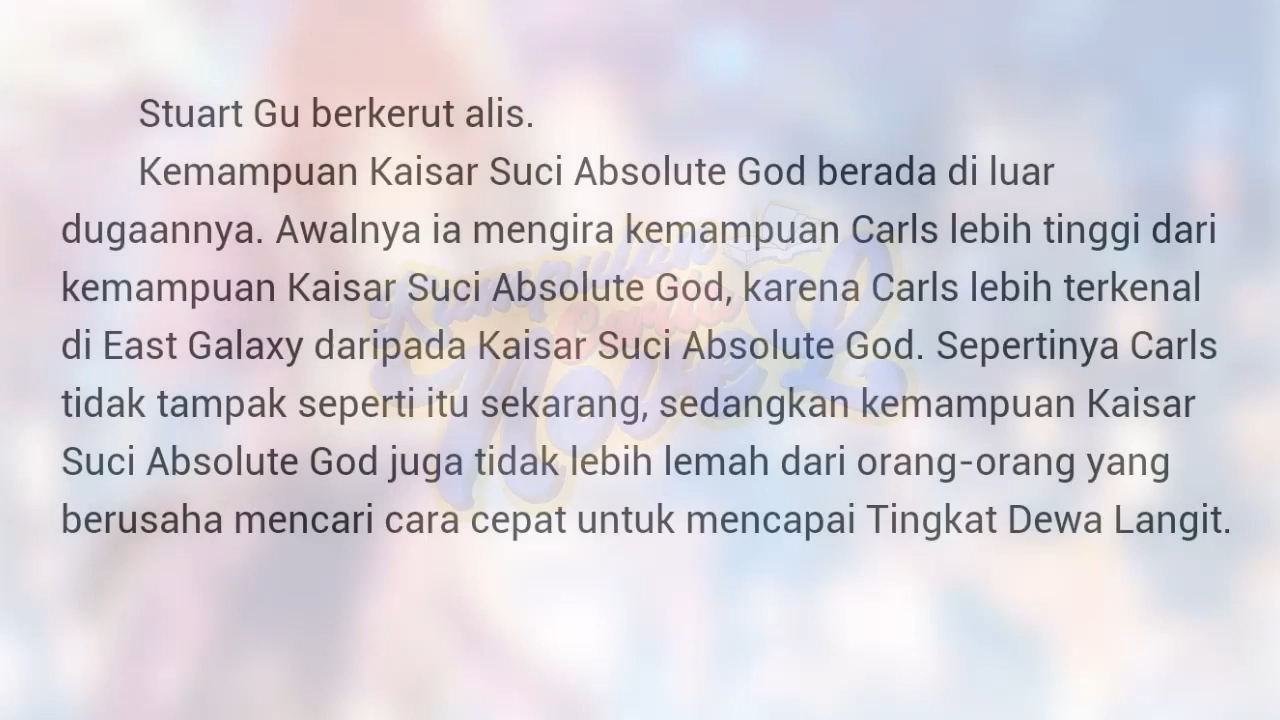 Stuart Gu berkerut alis.
Kemampuan Kaisar Suci Absolute God berada di luar
dugaannya. Awalnya ia mengira kemampuan Carls lebih tinggi dari
kemampuan Kaisar Suci Absolute God, karena Carls lebih terkenal
di East Galaxy daripada Kaisar Suci Absolute God. Sepertinya Carls
tidak tampak seperti itu sekarang, sedangkan kemampuan Kaisar
Suci Absolute God juga tidak lebih lemah dari orang-orang yang
berusaha mencari cara cepat untuk mencapai Tingkat Dewa Langit.
Kumpulan
Cerita